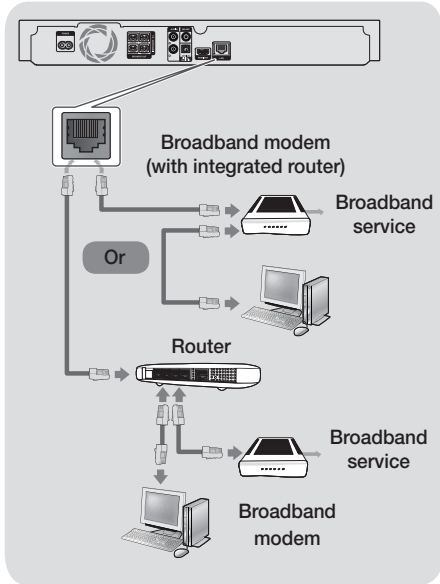 Broadband modem
(with integrated router)
Broadband
service
Or
Router
Broadband
service
Broadband
modem